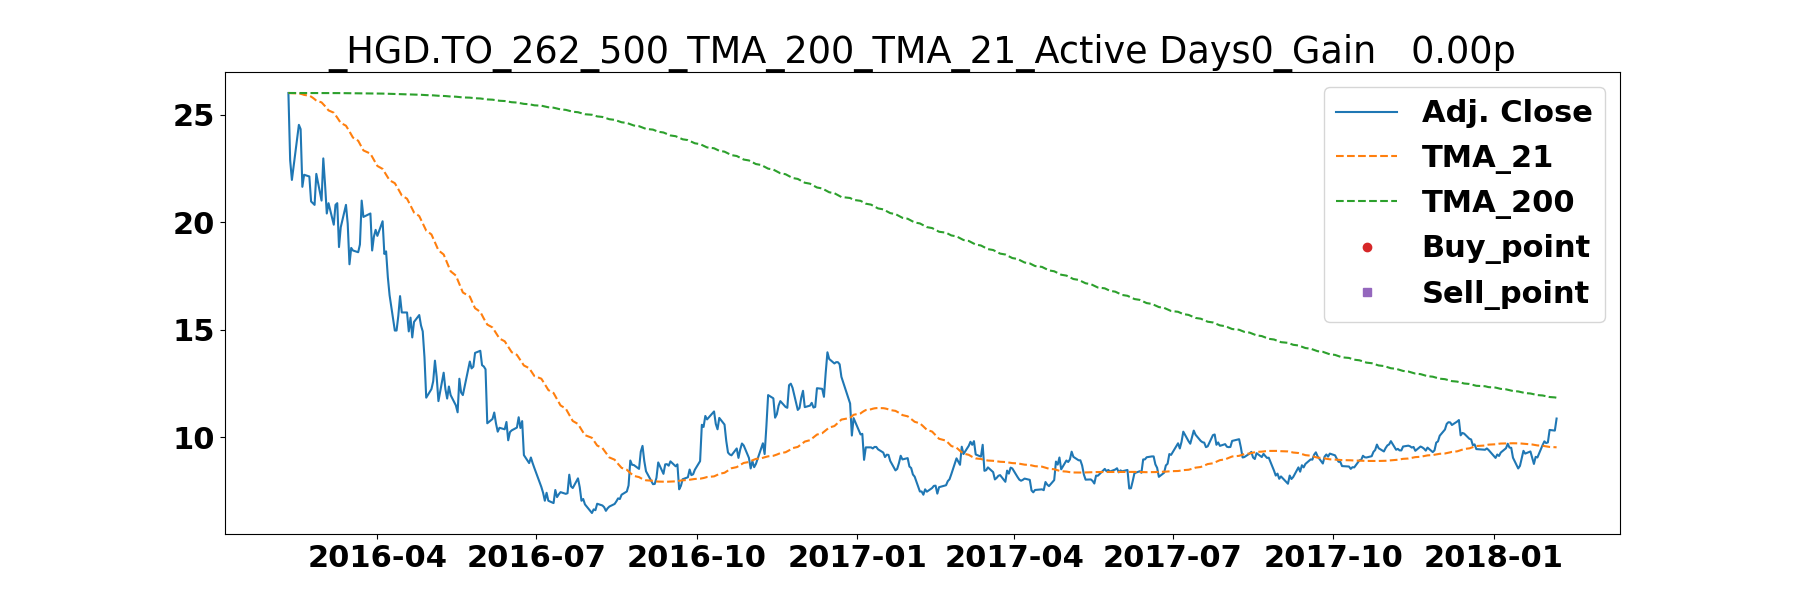 _HGD.TO_262_500_TMA_200_TMA_21_Active Days0_Gain   0.00p
25
20
15
10
Adj. Close
TMA_21
TMA_200
Buy_point
Sell_point
2016-04 2016-07 2016-10 2017-01 2017-04 2017-07 2017-10 2018-01